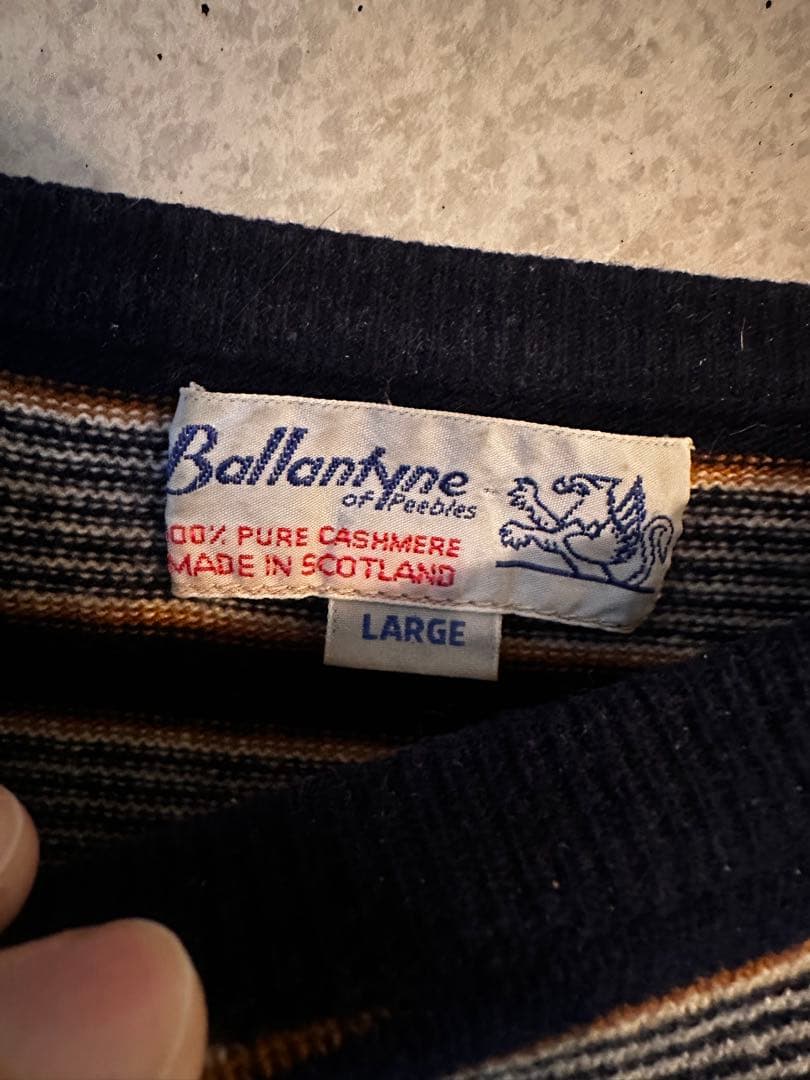 Ballantyne
of Peebles
100% PURE CASHMERE
MADE IN SCOTLAND
LARGE